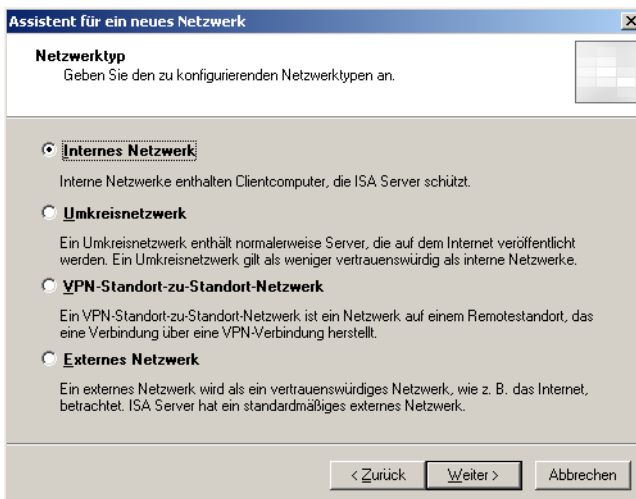 Assistent für ein neues Netzwerk
Netzwerktyp
Geben Sie den zu konfigurierenden Netzwerktypen an.
Internes Netzwerk
Interne Netzwerke enthalten Clientcomputer, die ISA Server schützt.
Umkreisnetzwerk
Ein Umkreisnetzwerk enthält normalerweise Server, die auf dem Internet veröffentlicht
werden. Ein Umkreisnetzwerk gilt als weniger vertrauenswürdig als interne Netzwerke.
VPN-Standort-zu-Standort-Netzwerk
Ein VPN-Standort-zu-Standort-Netzwerk ist ein Netzwerk auf einem Remotestandort, das
eine Verbindung über eine VPN-Verbindung herstellt.
Externes Netzwerk
Ein externes Netzwerk wird als ein vertrauenswürdiges Netzwerk, wie z. B. das Internet,
betrachtet. ISA Server hat ein standardmäßiges externes Netzwerk.
< Zurück Weiter > Abbrechen